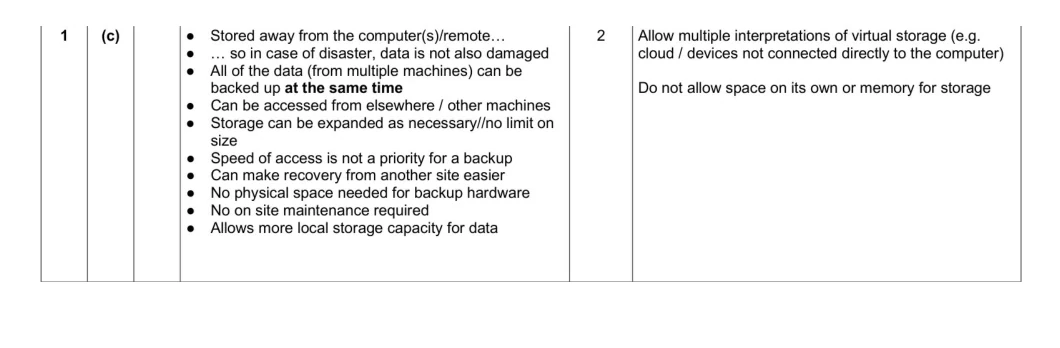 1 (c) ● Stored away from the computer(s)/remote… 2 Allow multiple interpretations of virtual storage (e.g.
● … so in case of disaster, data is not also damaged cloud / devices not connected directly to the computer)
● All of the data (from multiple machines) can be
backed up at the same time Do not allow space on its own or memory for storage
● Can be accessed from elsewhere / other machines
● Storage can be expanded as necessary//no limit on
size
● Speed of access is not a priority for a backup
● Can make recovery from another site easier
● No physical space needed for backup hardware
● No on site maintenance required
● Allows more local storage capacity for data